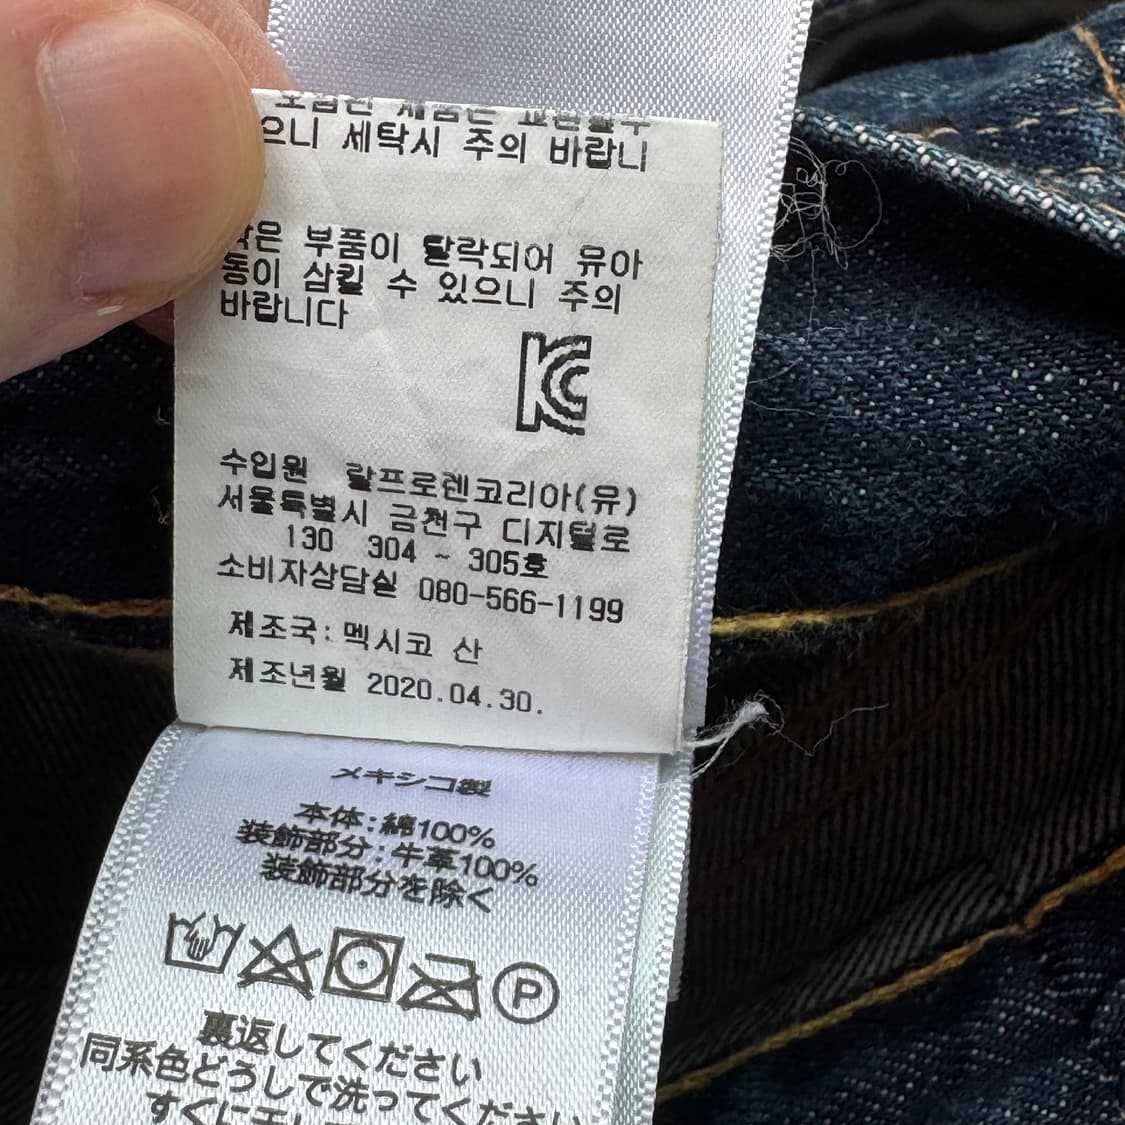 으니 세탁시 주의 바랍니
은 부품이 탈락되어 유아
동이 삼킬 수 있으니 주의
바랍니다
KC
수입원 랄프로렌코리아(유)
서울특별시 금천구 디지털로
130 304 ~ 305호
소비자상담실 080-566-1199
제조국: 멕시코 산
제조년월 2020.04.30.
メキシコ製
本体:綿100%
装飾部分:牛革100%
装飾部分を除く
P
裏返してください
同系色どうしで洗ってください